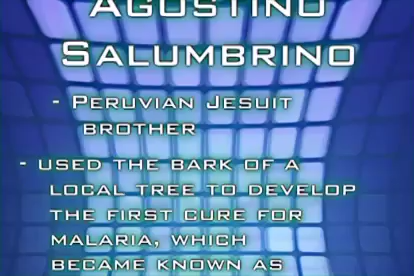 AGOSTINO
SALUMBRINO
- PERUVIAN JESUIT
BROTHER
- USED THE BARK OF A
LOCAL TREE TO DEVELOP
THE FIRST CURE FOR
MALARIA, WHICH
BECAME KNOWN AS